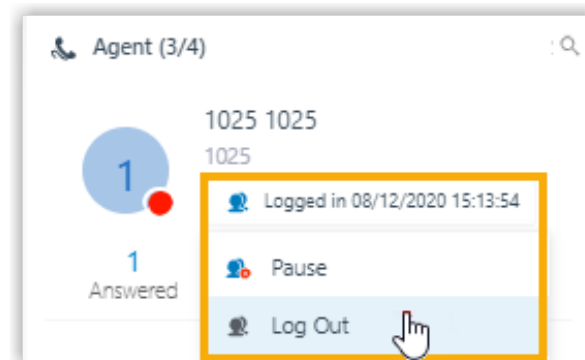 Agent (3/4)
1025 1025
1025
1
Logged in 08/12/2020 15:13:54
1
Answered
Pause
Log Out